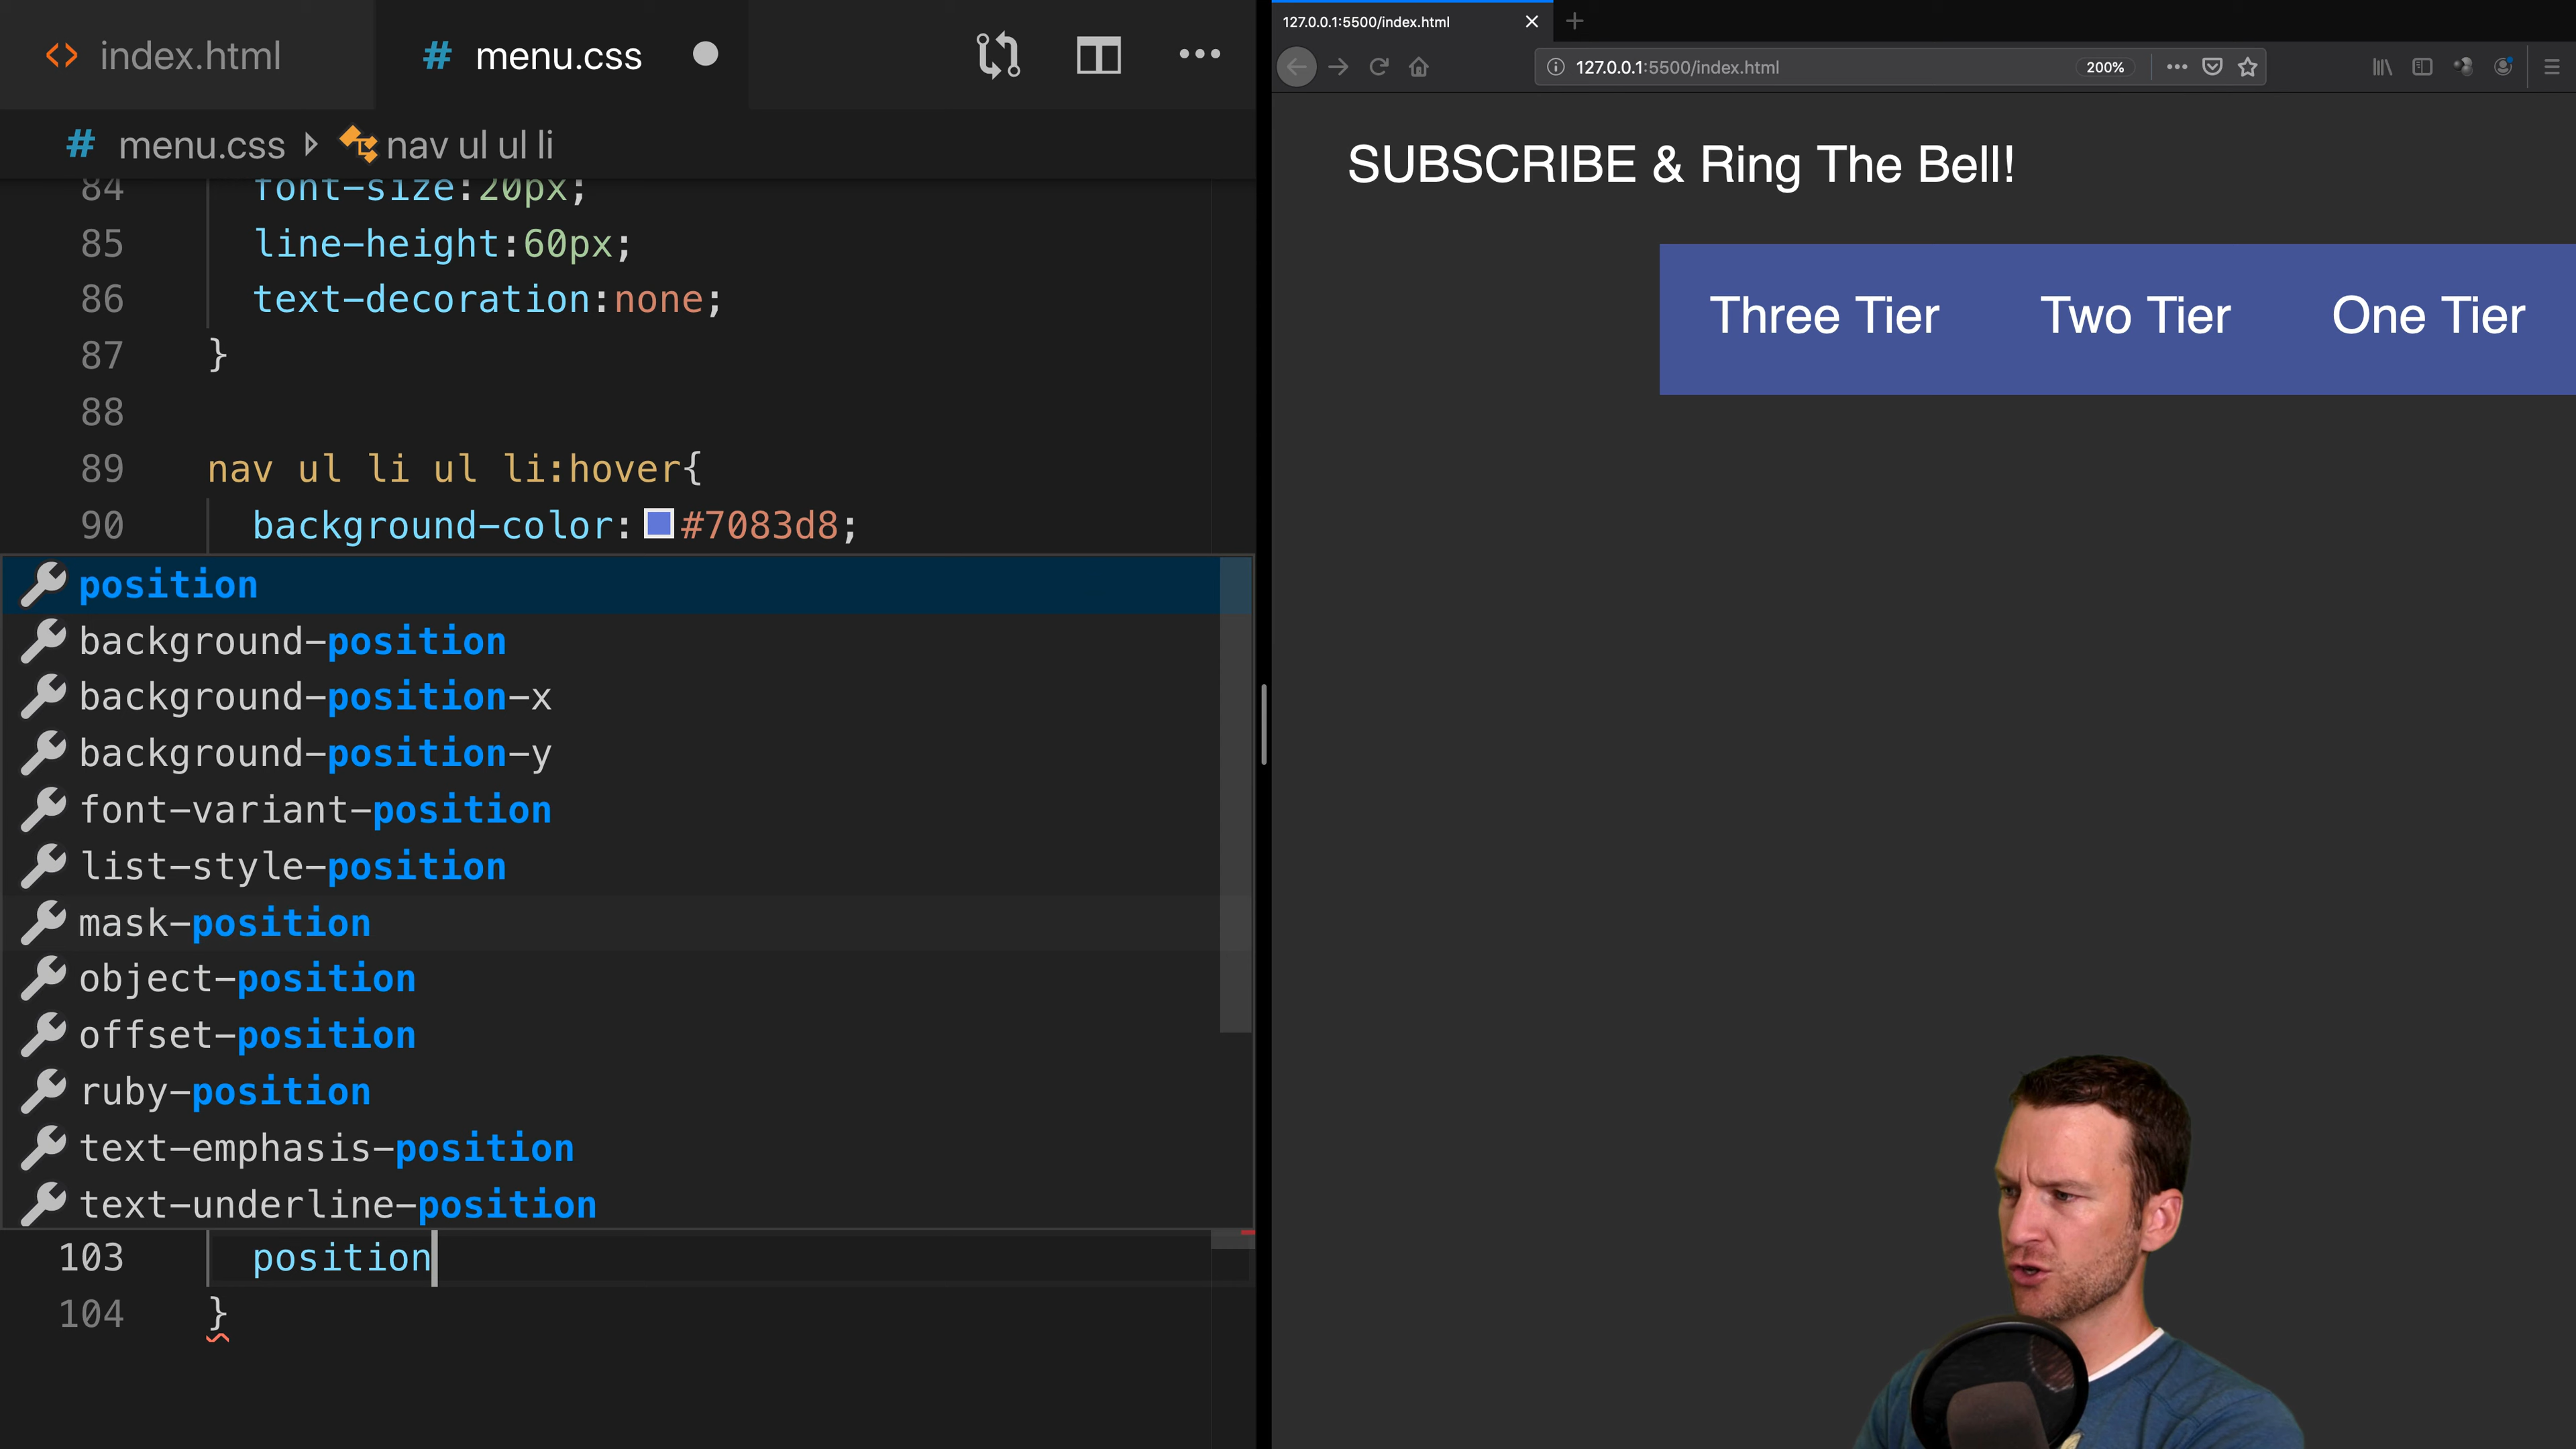 index.html
menu.css
menu.css nav ul ul li
84 font-size:20px;
85 line-height:60px;
86 text-decoration:none;
87 }
88
89 nav ul li ul li:hover{
90 background-color: #7083d8;
position
background-position
background-position-x
background-position-y
font-variant-position
list-style-position
mask-position
object-position
offset-position
ruby-position
text-emphasis-position
text-underline-position
103 position
104 }
127.0.0.1:5500/index.html
127.0.0.1:5500/index.html 200%
SUBSCRIBE & Ring The Bell!
Three Tier Two Tier One Tier